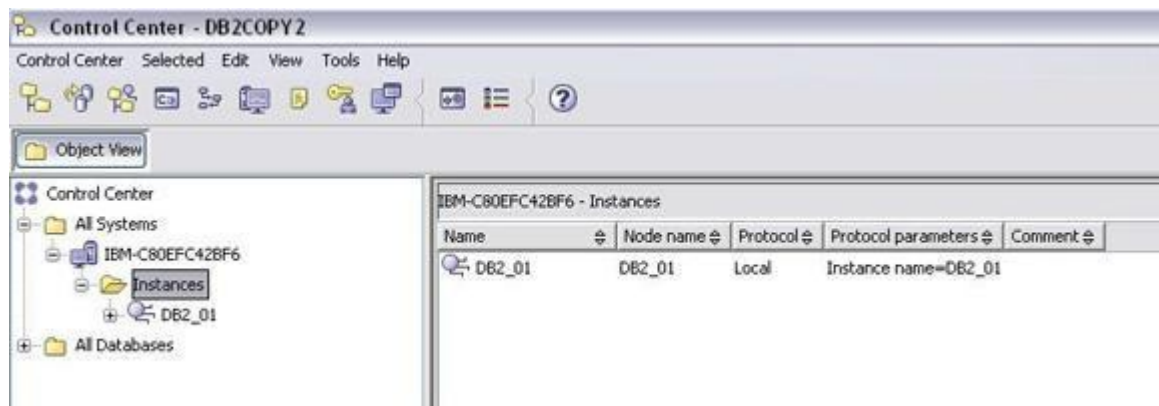 Control Center - DB2COPY2
Control Center Selected Edit View Tools Help
Object View
Control Center
All Systems
IBM-C80EFC42BF6
Instances
DB2_01
All Databases
IBM-C80EFC42BF6 - Instances
Name Node name Protocol Protocol parameters Comment
DB2_01 DB2_01 Local Instance name=DB2_01